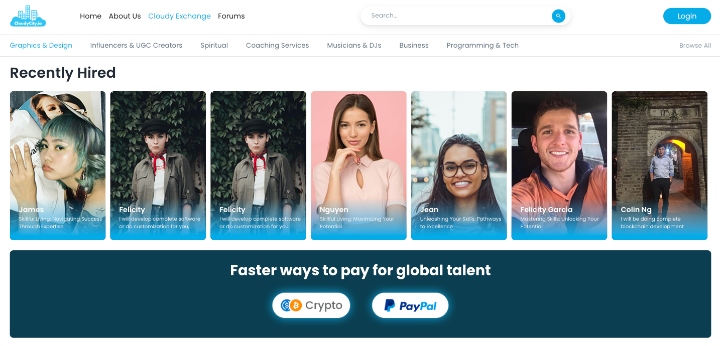 CloudyCity.io
Home About Us Cloudy Exchange Forums
Search...
Login
Graphics & Design Influencers & UGC Creators Spiritual Coaching Services Musicians & DJs Business Programming & Tech Browse All
Recently Hired
James
Skillful Living: Navigating Success
Through Expertise
Felicity
I will develop complete software
or do customization for you.
Felicity
I will develop complete software
or do customization for you.
Nguyen
Skillful Living: Maximizing Your
Potential
Jean
Unleashing Your Skills: Pathways
to Excellence
Felicity Garcia
Mastering Skills: Unlocking Your
Potential
Colin Ng
I will be doing complete
blockchain development
Faster ways to pay for global talent
Crypto PayPal